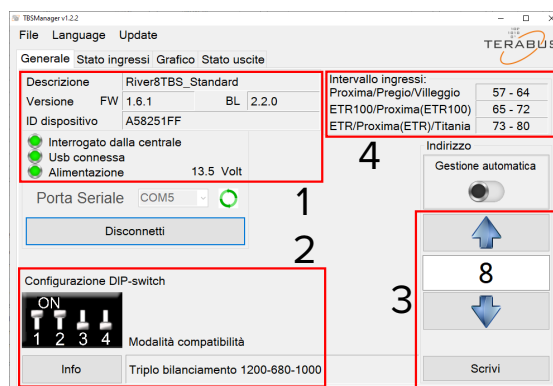 TBSManager v1.2.2
File Language Update
TERABUS
Generale Stato ingressi Grafico Stato uscite
Descrizione River8TBS_Standard
Versione FW 1.6.1 BL 2.2.0
ID dispositivo A58251FF
Interrogato dalla centrale
Usb connessa
Alimentazione 13.5 Volt
1
Intervallo ingressi:
Proxima/Pregio/Villeggio 57 - 64
ETR100/Proxima(ETR100) 65 - 72
ETR/Proxima(ETR)/Titania 73 - 80
4
Porta Seriale COM5
Disconnetti
2
Indirizzo
Gestione automatica
8
3
Scrivi
Configurazione DIP-switch
ON
1 2 3 4
Modalità compatibilità
Info Triplo bilanciamento 1200-680-1000